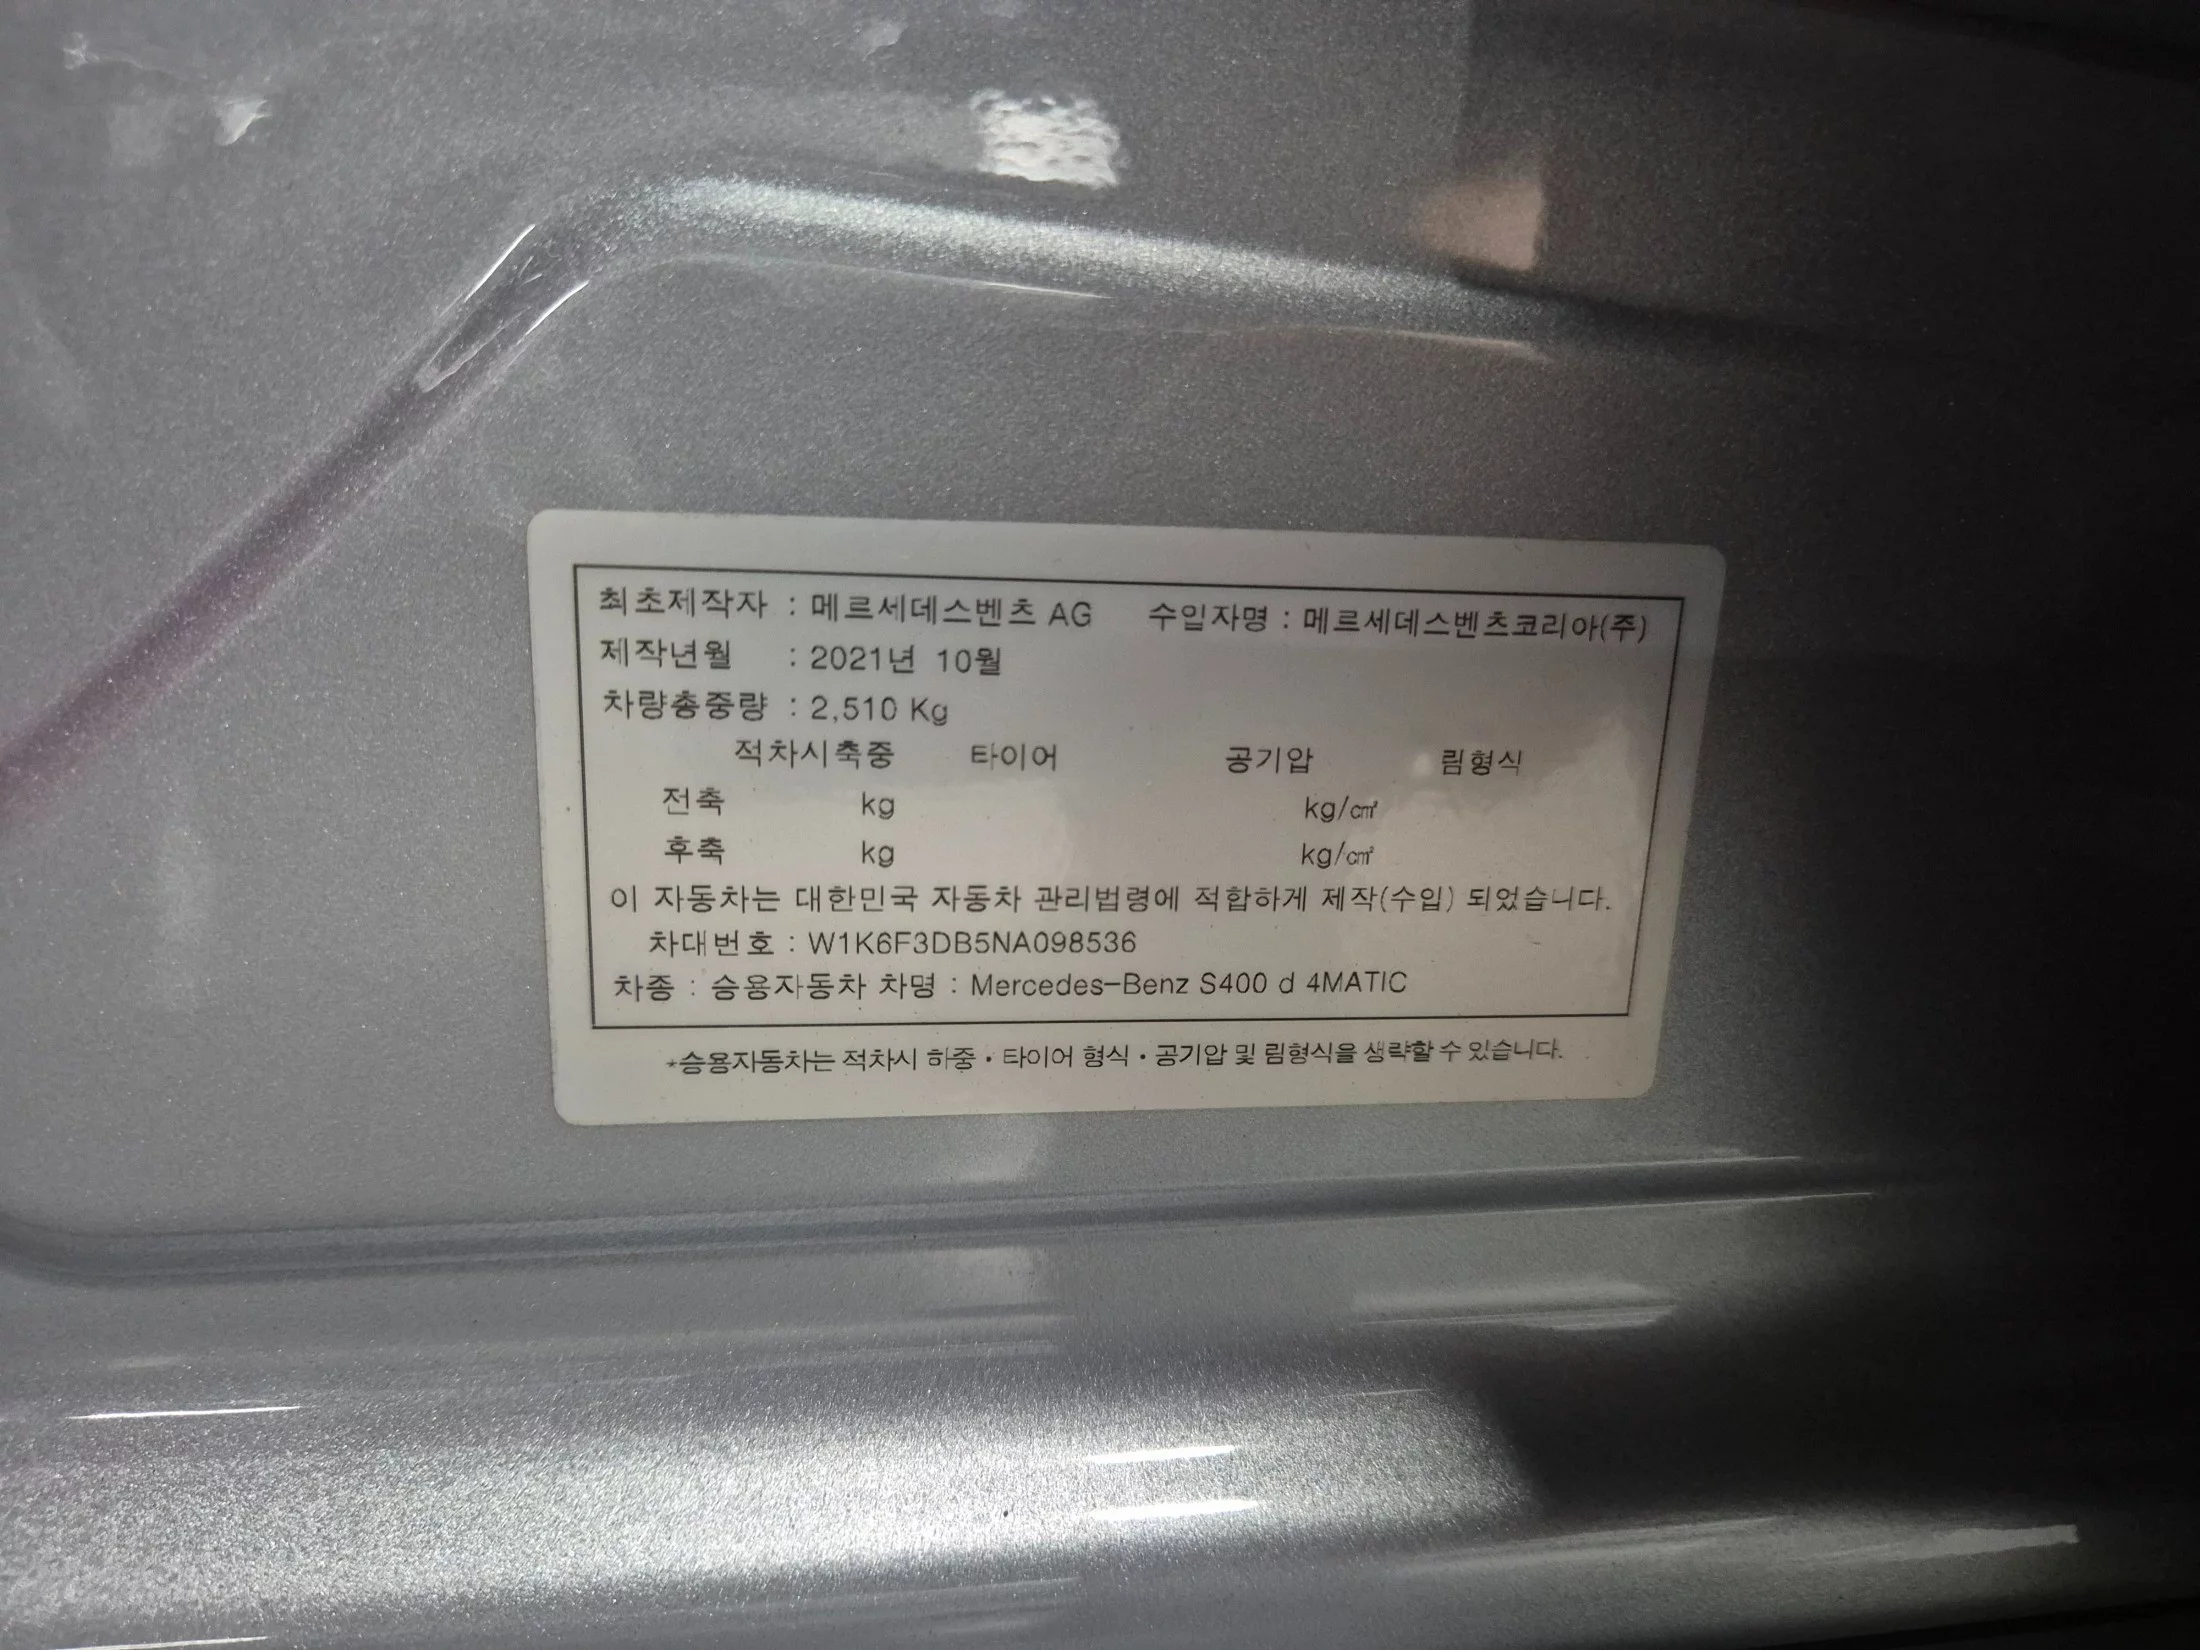 최초제작자 : 메르세데스벤츠 AG 수입자명 : 메르세데스벤츠코리아(주)
제작년월 : 2021년 10월
차량총중량 : 2,510 Kg
적차시축중 타이어 공기압 림형식
전축 kg kg/㎠
후축 kg kg/㎠
이 자동차는 대한민국 자동차 관리법령에 적합하게 제작(수입) 되었습니다.
차대번호 : W1K6F3DB5NA098536
차종 : 승용자동차 차명 : Mercedes-Benz S400 d 4MATIC
*승용자동차는 적차시 하중·타이어 형식·공기압 및 림형식을 생략할 수 있습니다.